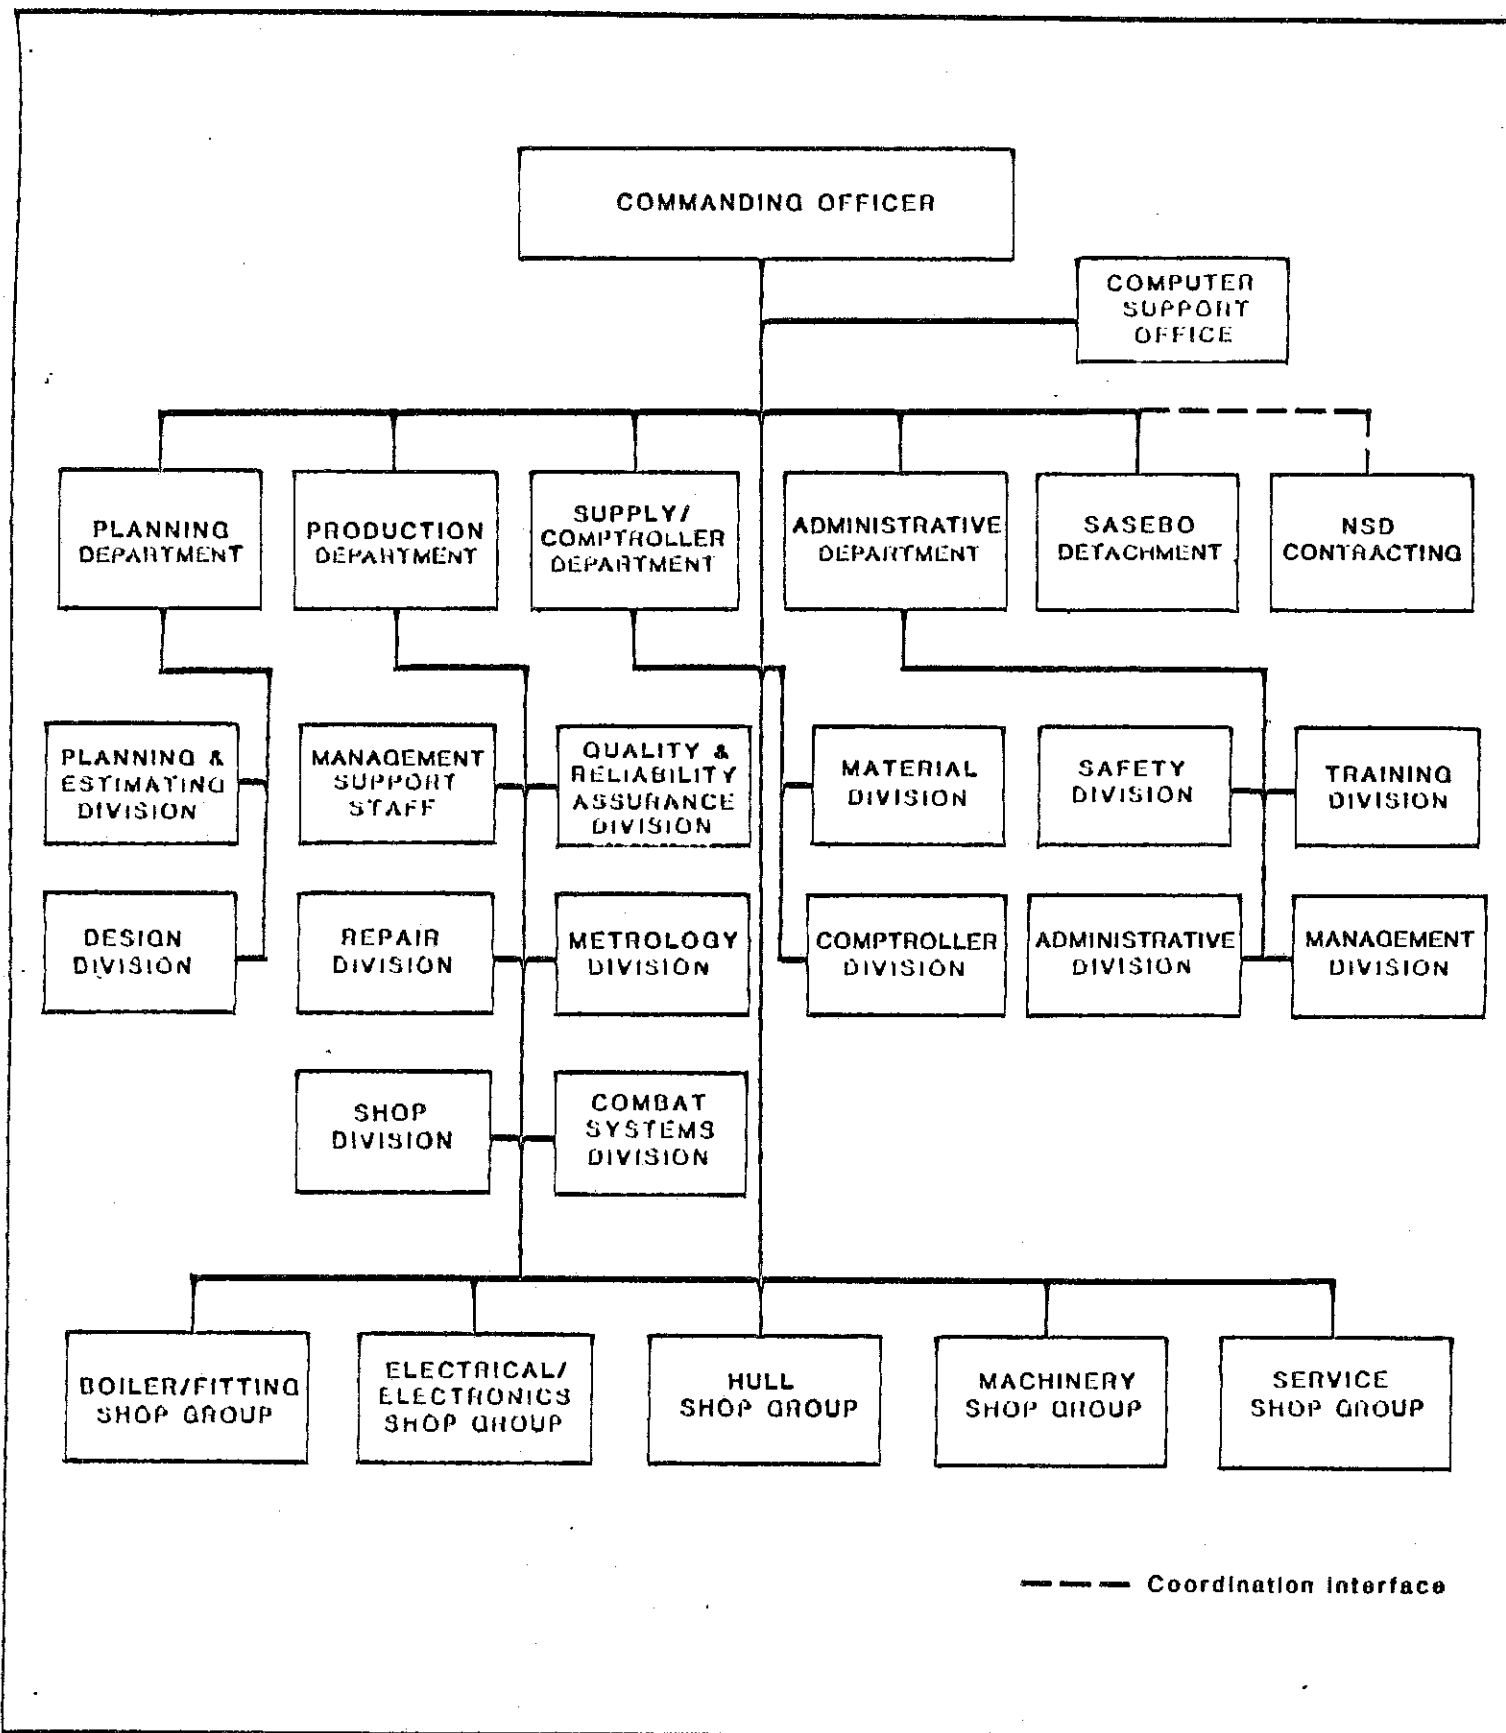 COMMANDING OFFICER
COMPUTER
SUPPORT
OFFICE
PLANNING
DEPARTMENT
PRODUCTION
DEPARTMENT
SUPPLY/
COMPTROLLER
DEPARTMENT
ADMINISTRATIVE
DEPARTMENT
SASEBO
DETACHMENT
NSD
CONTRACTING
PLANNING &
ESTIMATING
DIVISION
MANAGEMENT
SUPPORT
STAFF
QUALITY &
RELIABILITY
ASSURANCE
DIVISION
MATERIAL
DIVISION
SAFETY
DIVISION
TRAINING
DIVISION
DESIGN
DIVISION
REPAIR
DIVISION
METROLOGY
DIVISION
COMPTROLLER
DIVISION
ADMINISTRATIVE
DIVISION
MANAGEMENT
DIVISION
SHOP
DIVISION
COMBAT
SYSTEMS
DIVISION
BOILER/FITTING
SHOP GROUP
ELECTRICAL/
ELECTRONICS
SHOP GROUP
HULL
SHOP GROUP
MACHINERY
SHOP GROUP
SERVICE
SHOP GROUP
Coordination interface